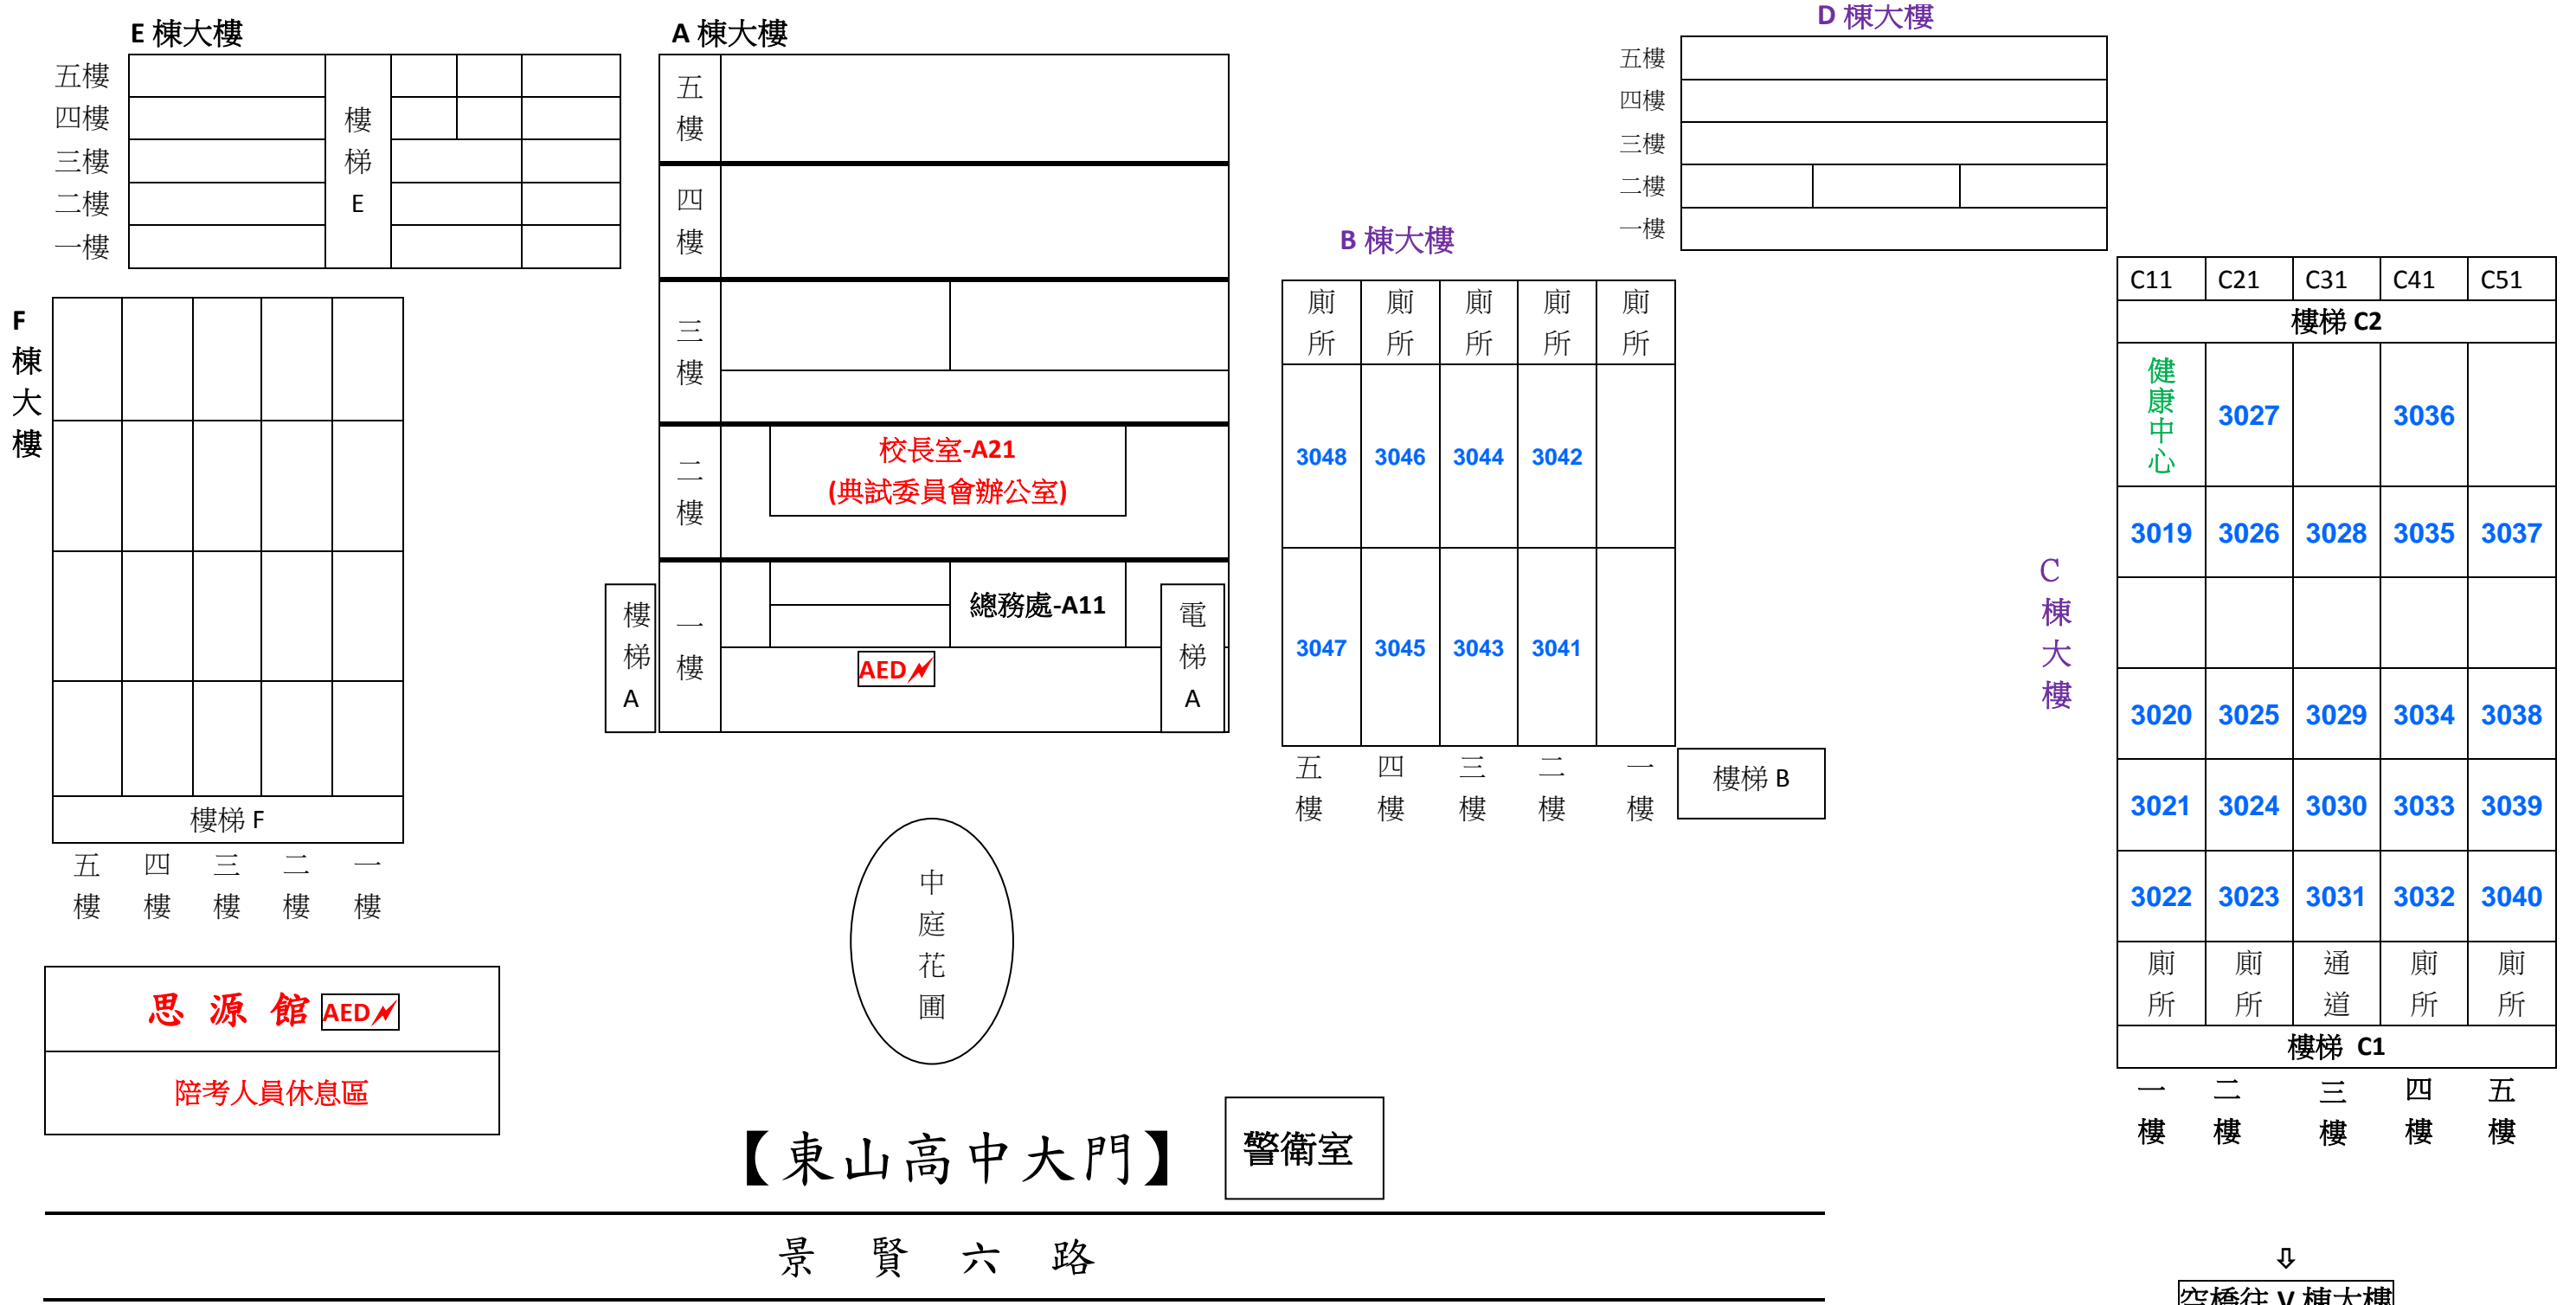 E 棟大樓
五樓
四樓
三樓
二樓
一樓
樓梯 E
A 棟大樓
五樓
四樓
三樓
二樓
校長室-A21
(典試委員會辦公室)
一樓
總務處-A11
AED
樓梯 A
電梯 A
D 棟大樓
五樓
四樓
三樓
二樓
一樓
B 棟大樓
廁所 廁所 廁所 廁所 廁所
3048 3046 3044 3042
3047 3045 3043 3041
五樓 四樓 三樓 二樓 一樓
樓梯 B
C 棟大樓
C11 C21 C31 C41 C51
樓梯 C2
健康中心 3027 3036
3019 3026 3028 3035 3037
3020 3025 3029 3034 3038
3021 3024 3030 3033 3039
3022 3023 3031 3032 3040
廁所 廁所 通道 廁所 廁所
樓梯 C1
一樓 二樓 三樓 四樓 五樓
F 棟大樓
樓梯 F
五樓 四樓 三樓 二樓 一樓
思 源 館 AED
陪考人員休息區
中庭花圃
【東山高中大門】
警衛室
景 賢 六 路
⇩
空橋往 V 棟大樓